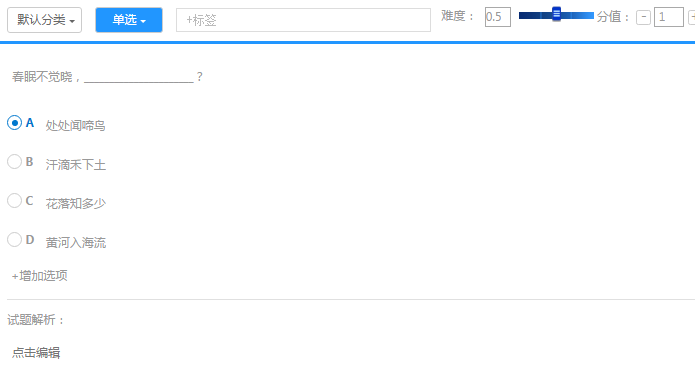 默认分类 单选 +标签 难度： 0.5 分值： - 1 +
春眠不觉晓，__________________？
A 处处闻啼鸟
B 汗滴禾下土
C 花落知多少
D 黄河入海流
+增加选项
试题解析：
点击编辑